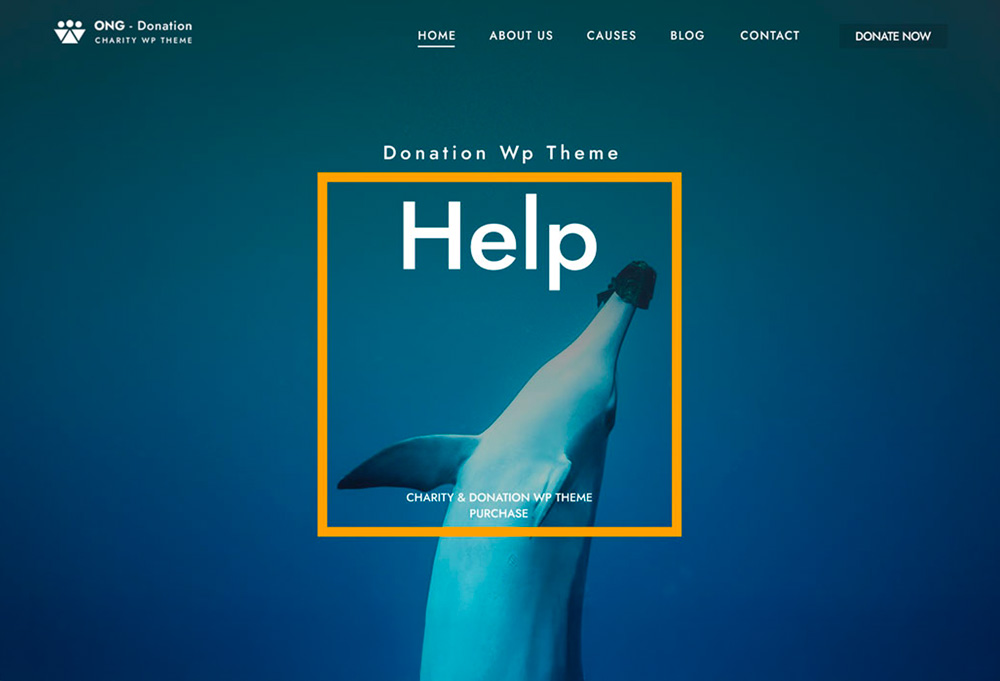 ONG - Donation
CHARITY WP THEME
HOME ABOUT US CAUSES BLOG CONTACT DONATE NOW
Donation Wp Theme
Help
CHARITY & DONATION WP THEME
PURCHASE